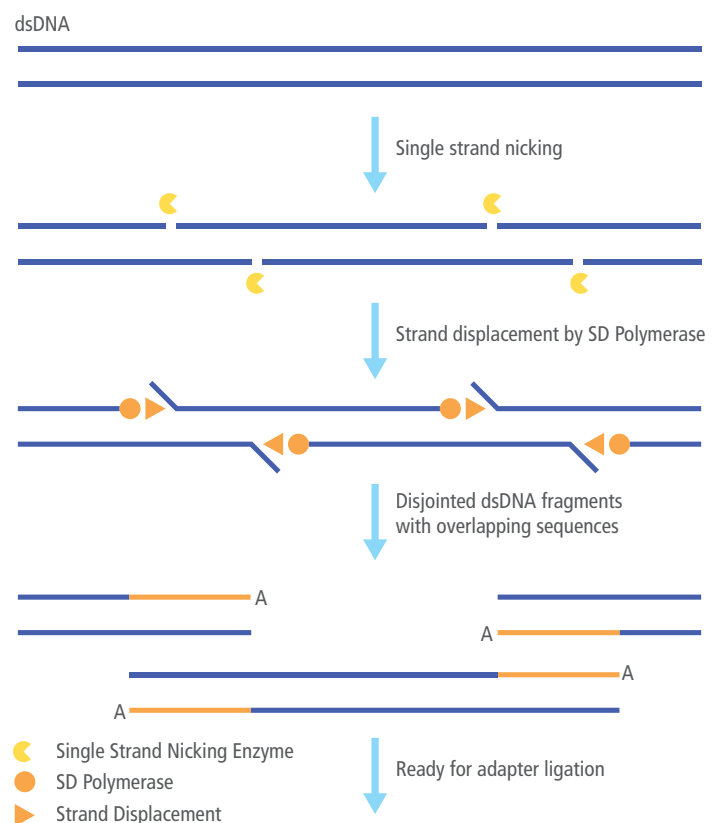 dsDNA
Single strand nicking
Strand displacement by SD Polymerase
Disjointed dsDNA fragments
with overlapping sequences
A
A
A
A
Single Strand Nicking Enzyme
SD Polymerase
Strand Displacement
Ready for adapter ligation